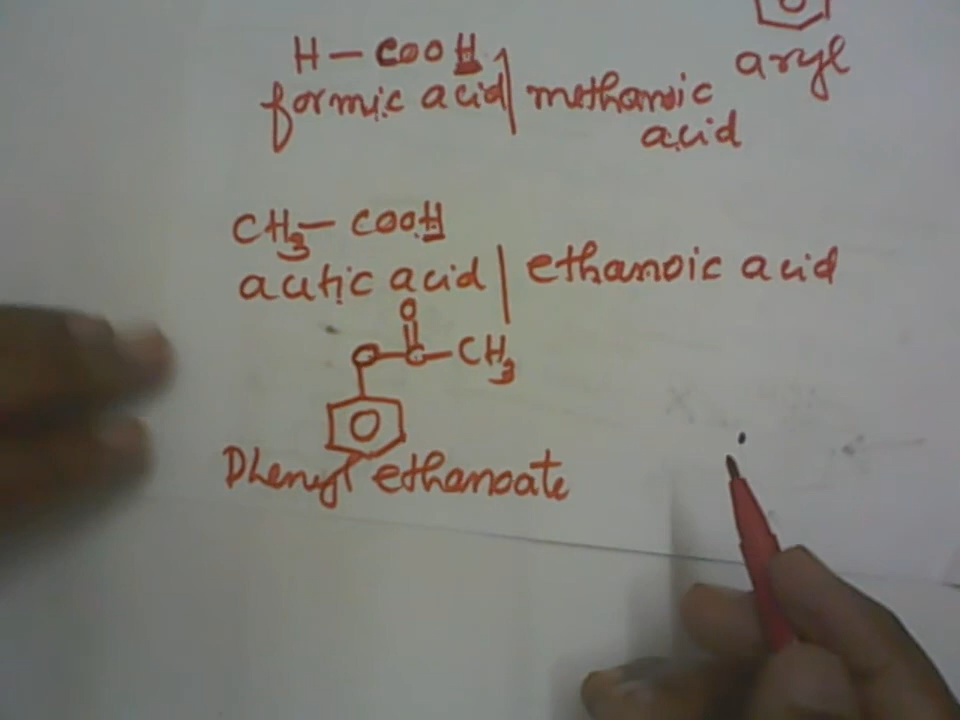 H — COOH
aryl
formic acid | methanoic
acid
CH3 — COOH
acetic acid | ethanoic acid
O
O — C — CH3
Phenyl ethanoate